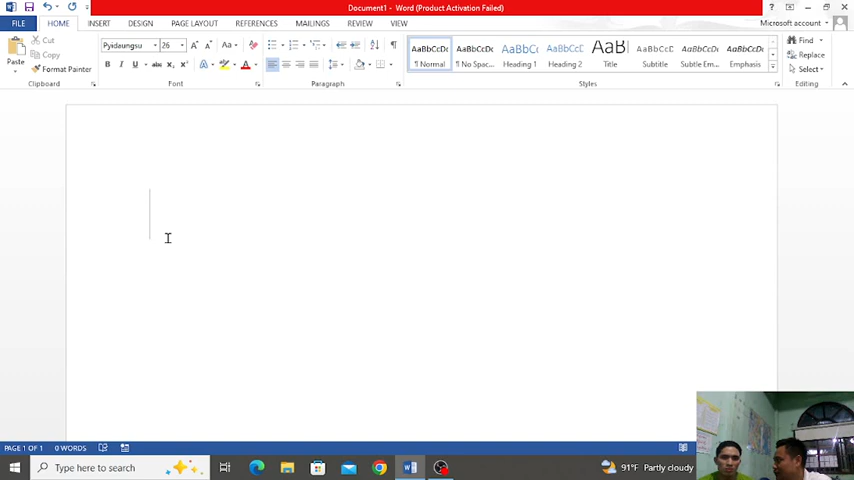 Document1 - Word (Product Activation Failed)
FILE HOME INSERT DESIGN PAGE LAYOUT REFERENCES MAILINGS REVIEW VIEW Microsoft account
Paste
Cut
Copy
Format Painter
Clipboard
Pyidaungsu 26
Font
Paragraph
AaBbCcDc AaBbCcDc AaBbCc AaBbCcD AaB AaBbCcD AaBbCcDc AaBbCcDc
¶ Normal ¶ No Spac... Heading 1 Heading 2 Title Subtitle Subtle Em... Emphasis
Styles
Find
Replace
Select
Editing
PAGE 1 OF 1 0 WORDS
Type here to search
91°F Partly cloudy